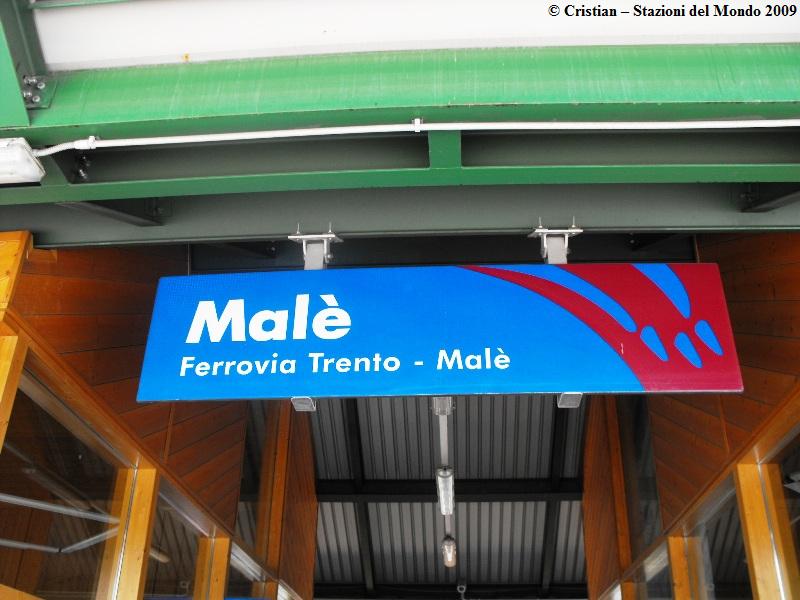 © Cristian – Stazioni del Mondo 2009
Malè
Ferrovia Trento - Malè